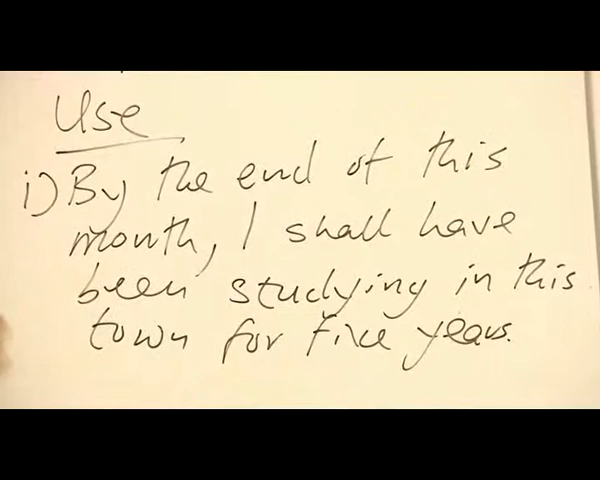 Use
i) By the end of this
month, I shall have
been studying in this
town for five years.